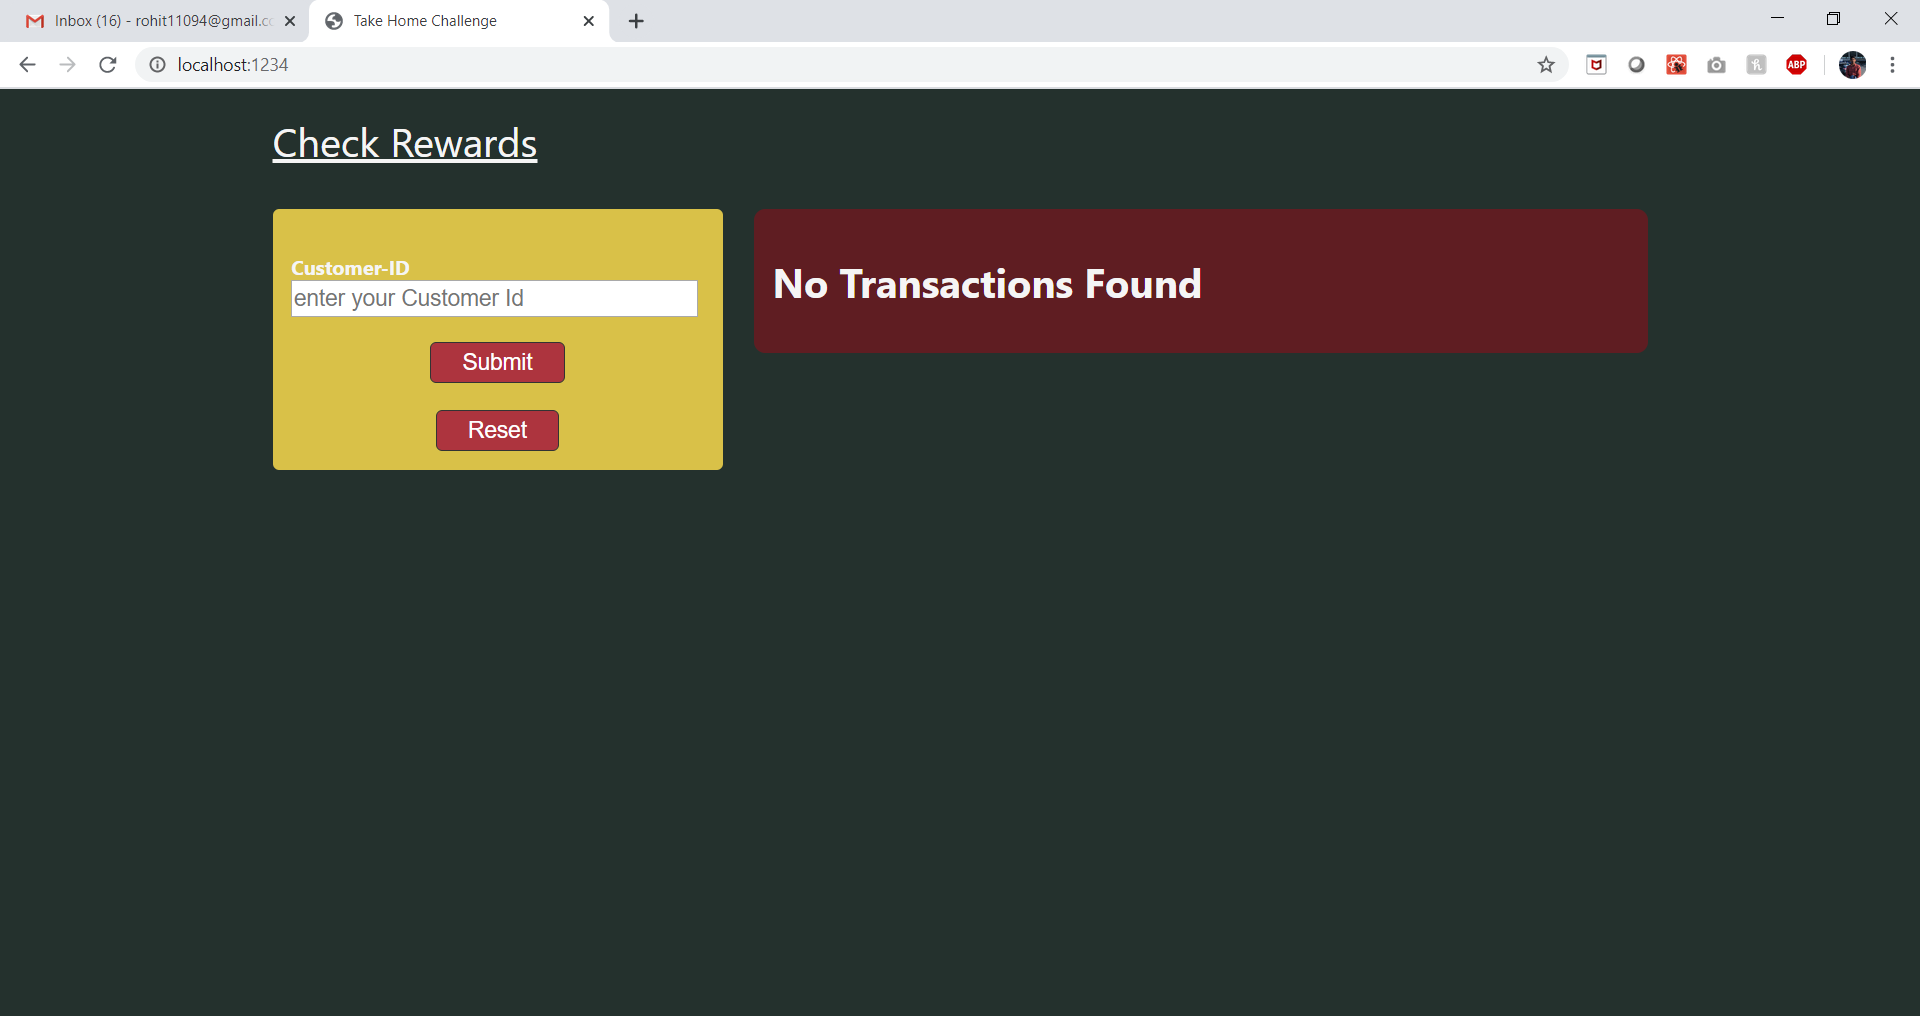 Inbox (16) - rohit11094@gmail.c
Take Home Challenge
localhost:1234
ABP
Check Rewards
Customer-ID
enter your Customer Id
Submit
Reset
No Transactions Found